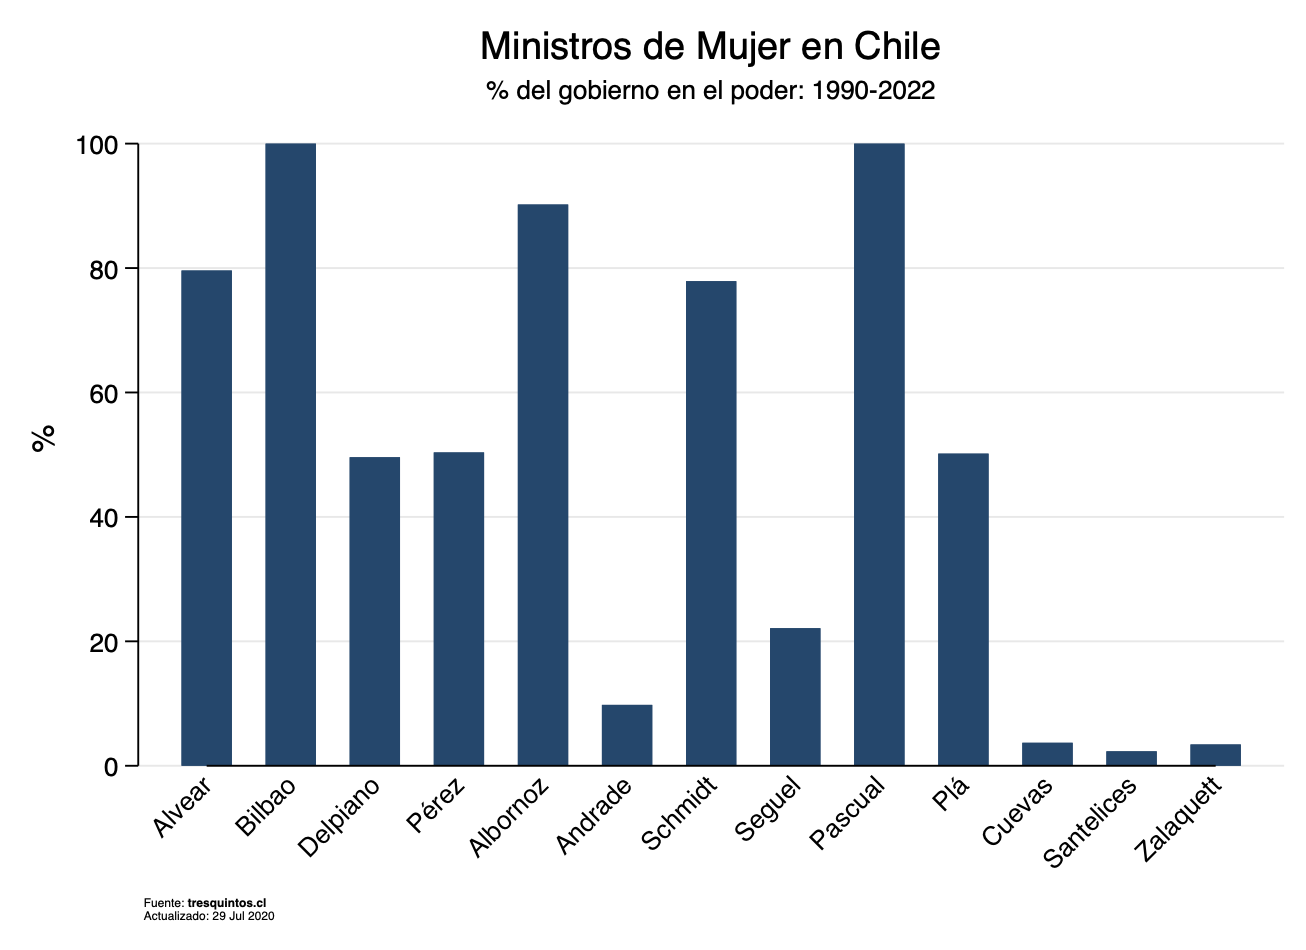 Ministros de Mujer en Chile
% del gobierno en el poder: 1990-2022
100
80
60
40
20
0
%
Alvear
Bilbao
Delpiano
Pérez
Albornoz
Andrade
Schmidt
Seguel
Pascual
Plá
Cuevas
Santelices
Zalaquett
Fuente: tresquintos.cl
Actualizado: 29 Jul 2020